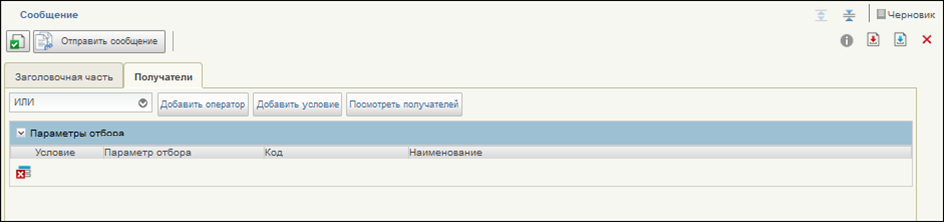 Сообщение
Черновик
Отправить сообщение
Заголовочная часть Получатели
ИЛИ Добавить оператор Добавить условие Посмотреть получателей
Параметры отбора
Условие Параметр отбора Код Наименование